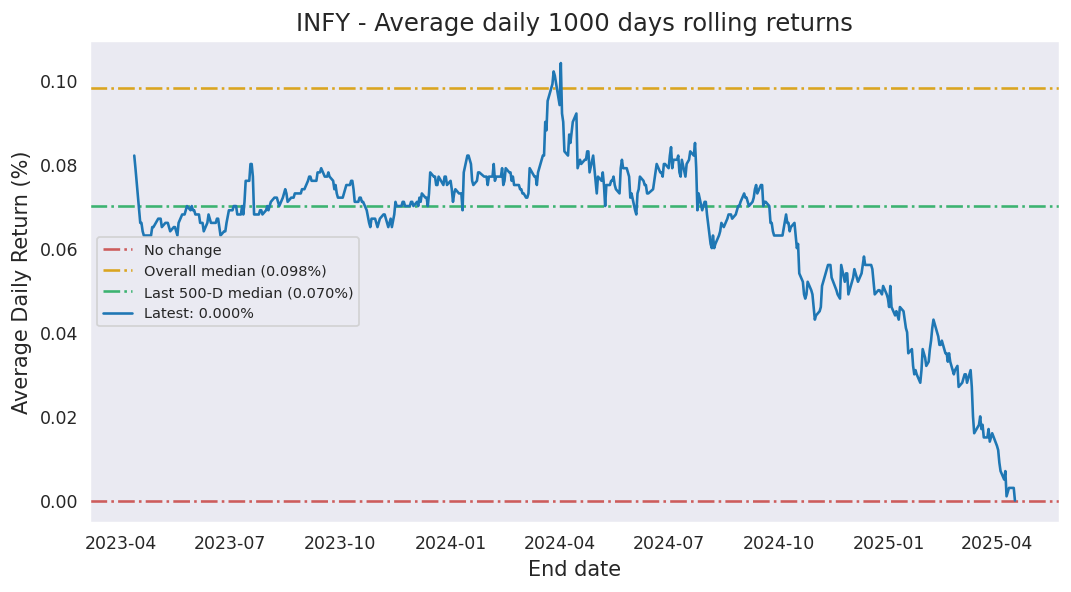 INFY - Average daily 1000 days rolling returns
Average Daily Return (%)
0.10
0.08
0.06
0.04
0.02
0.00
No change
Overall median (0.098%)
Last 500-D median (0.070%)
Latest: 0.000%
2023-04 2023-07 2023-10 2024-01 2024-04 2024-07 2024-10 2025-01 2025-04
End date